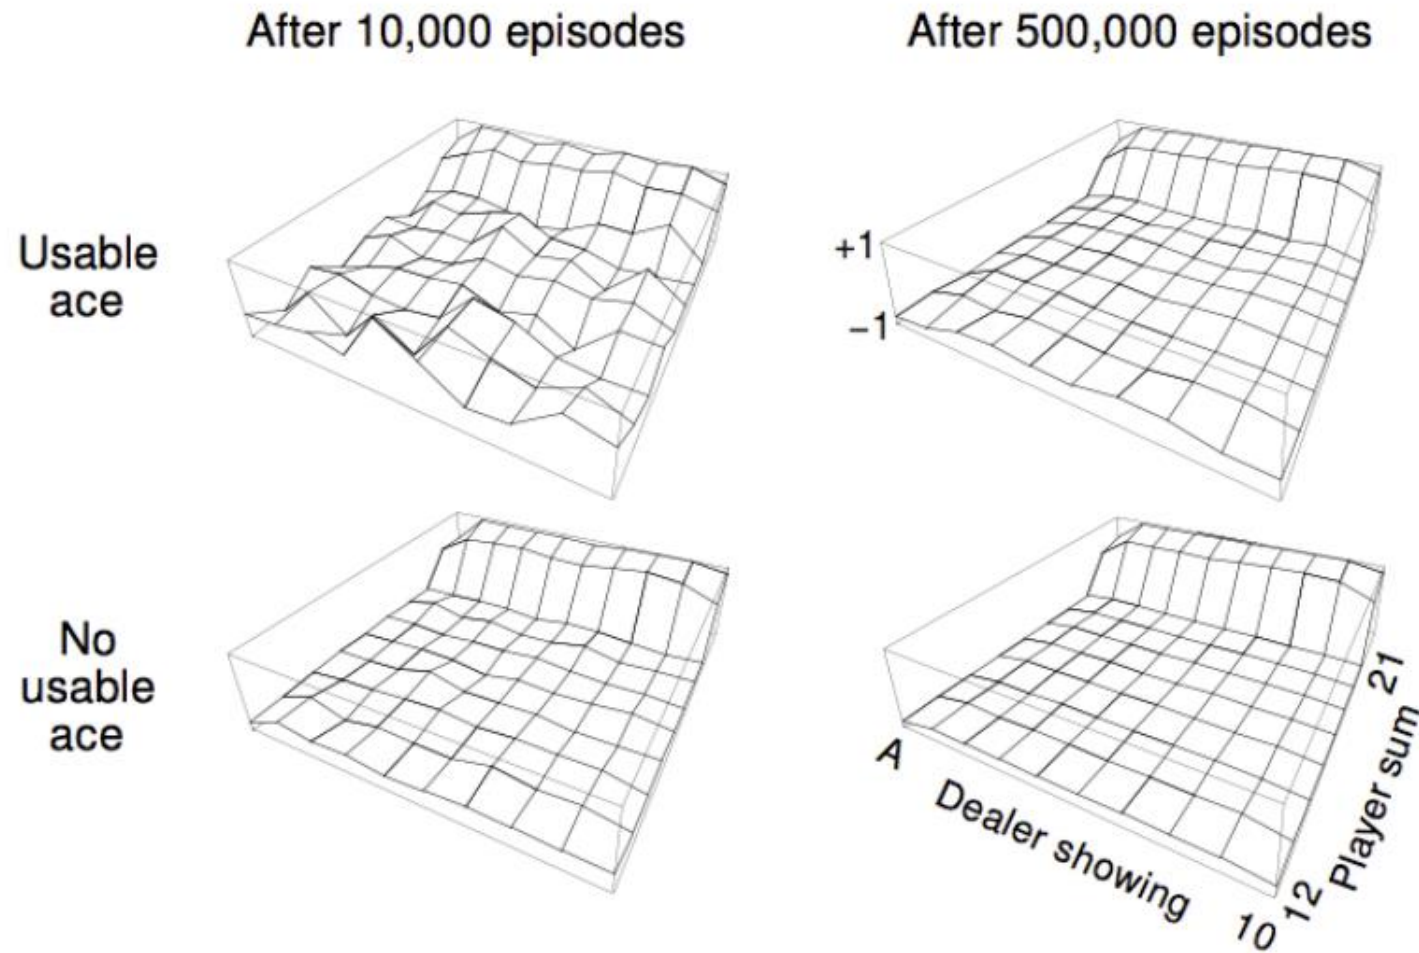 After 10,000 episodes
After 500,000 episodes
Usable
ace
+1
−1
No
usable
ace
A
Dealer showing
10
12
Player sum
21